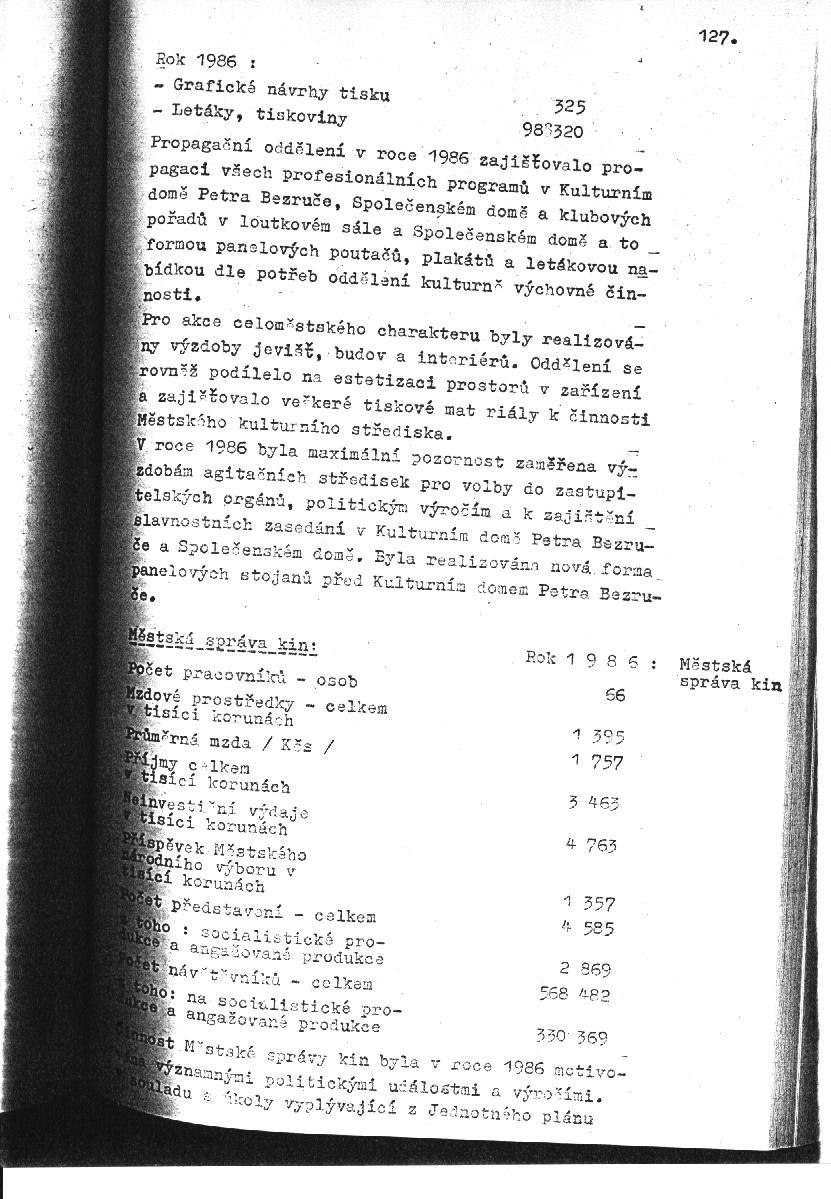 127.
Rok 1986 :
- Grafické návrhy tisku 325
- Letáky, tiskoviny 983320
Propagační oddělení v roce 1986 zajišťovalo pro-
pagaci všech profesionálních programů v Kulturním
domě Petra Bezruče, Společenském domě a klubových
pořadů v loutkovém sále a Společenském domě a to
formou panelových poutačů, plakátů a letákovou na-
bídkou dle potřeb oddělení kulturně výchovné čin-
nosti.
Pro akce celoměstského charakteru byly realizová-
ny výzdoby jevišť, budov a interiérů. Oddělení se
rovněž podílelo na estetizaci prostorů v zařízení
a zajišťovalo veškeré tiskové mat riály k činnosti
Městského kulturního střediska.
V roce 1986 byla maximální pozornost zaměřena vý-
zdobám agitačních středisek pro volby do zastupi-
telských orgánů, politickým výročím a k zajištění
slavnostních zasedání v Kulturním domě Petra Bezru-
če a Společenském domě. Byla realizována nová forma
panelových stojanů před Kulturním domem Petra Bezru-
če.
Městská správa kin: Rok 1 9 8 6 :
Městská
správa kin
Počet pracovníků - osob 66
Mzdové prostředky - celkem
v tisíci korunách 1 395
Průměrná mzda / Kčs / 1 757
Příjmy celkem
v tisící korunách 3 463
Neinvestiční výdaje
v tisíci korunách 4 763
Příspěvek Městského
národního výboru v
tisící korunách 1 357
Počet představení - celkem 4 585
z toho : socialistické pro-
dukce a angažované produkce 2 869
Počet návštěvníků - celkem 568 482
z toho: na socialistické pro-
dukce a angažované produkce 330 369
Činnost Městské správy kin byla v roce 1986 motivo-
vána významnými politickými událostmi a výročími.
souladu s úkoly vyplývající z Jednotného plánu